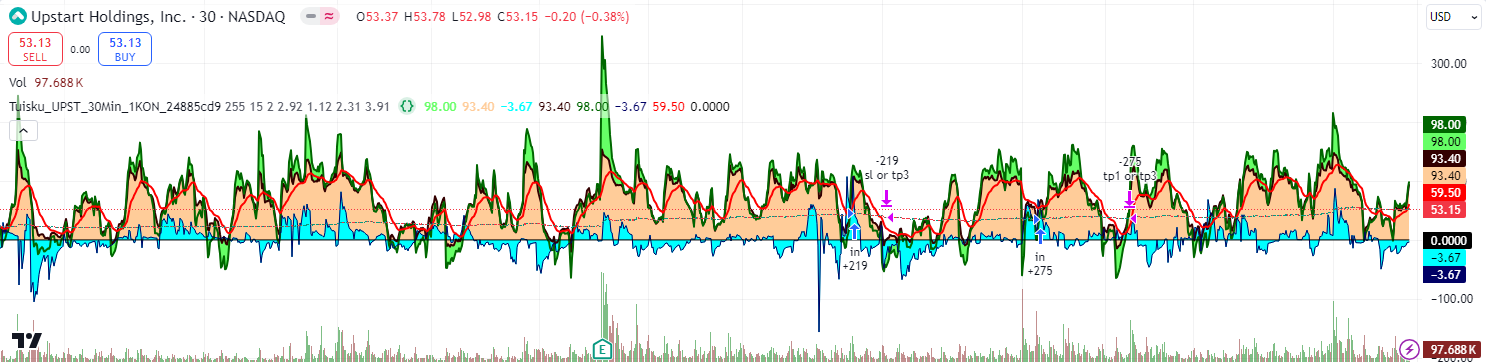 Upstart Holdings, Inc. · 30 · NASDAQ O53.37 H53.78 L52.98 C53.15 −0.20 (−0.38%)
USD
53.13 SELL 0.00 53.13 BUY
Vol 97.688 K
300.00
Tuisku_UPST_30Min_1KON_24885cd9 255 15 2 2.92 1.12 2.31 3.91 98.00 93.40 −3.67 93.40 98.00 −3.67 59.50 0.0000
98.00
98.00
93.40
93.40
59.50
53.15
0.0000
−3.67
−3.67
−100.00
97.688 K
-219
sl or tp3
-275
tp1 or tp3
in
+219
in
+275
E